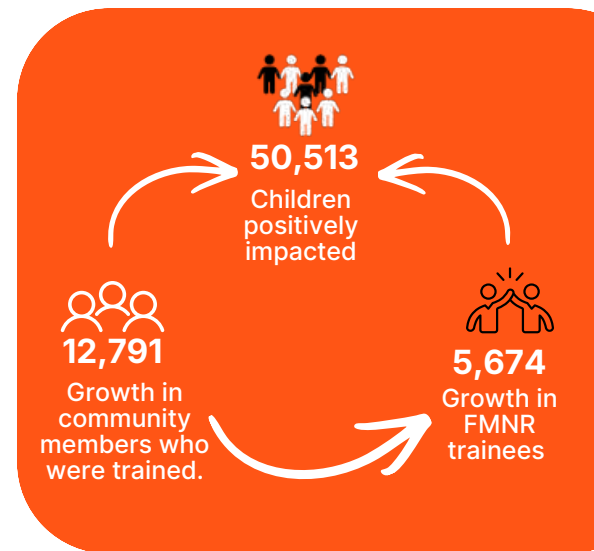 50,513
Children
positively
impacted
12,791
Growth in
community
members who
were trained.
5,674
Growth in
FMNR
trainees